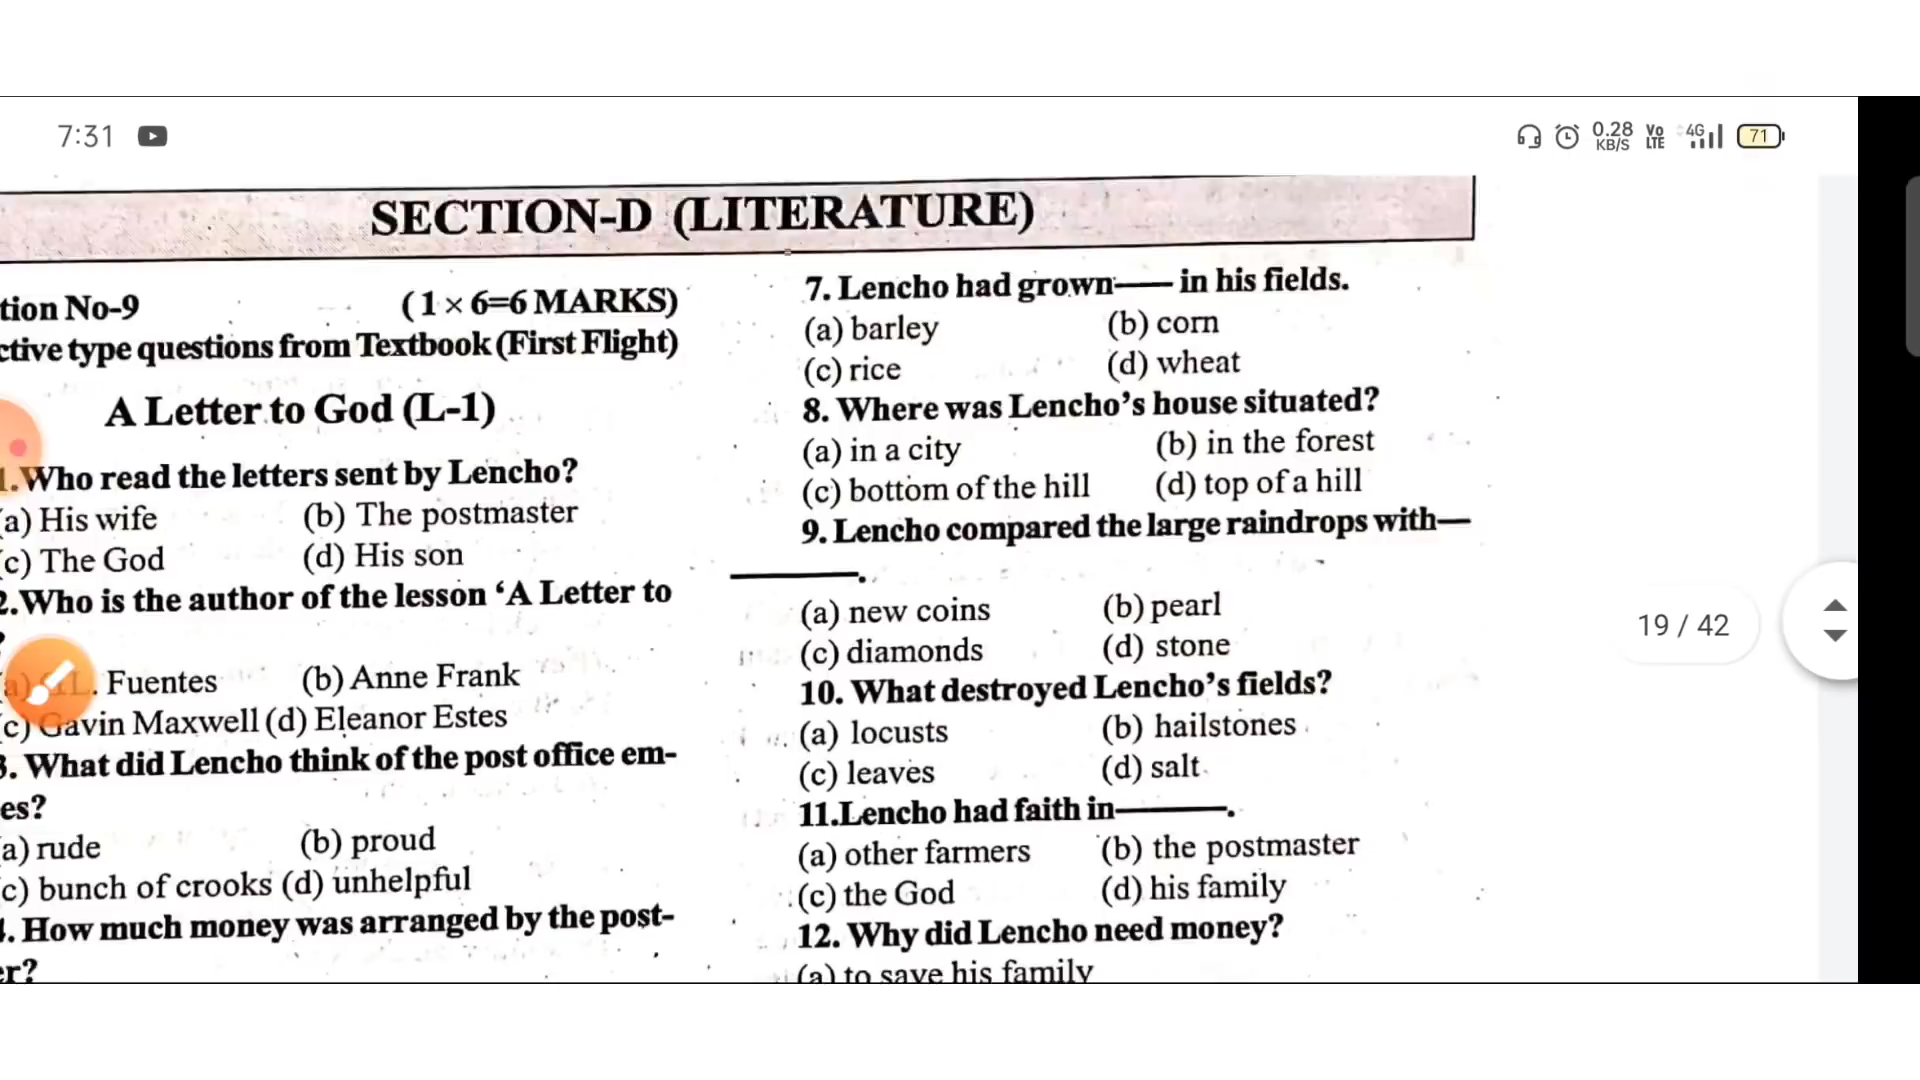 7:31
0.28
KB/S
Vo
LTE
4G
71
SECTION-D (LITERATURE)
tion No-9 (1 × 6=6 MARKS)
ctive type questions from Textbook (First Flight)
A Letter to God (L-1)
1.Who read the letters sent by Lencho?
(a) His wife (b) The postmaster
(c) The God (d) His son
2.Who is the author of the lesson ‘A Letter to
?
Fuentes (b) Anne Frank
(c) Gavin Maxwell (d) Eleanor Estes
3. What did Lencho think of the post office em-
es?
(a) rude (b) proud
(c) bunch of crooks (d) unhelpful
. How much money was arranged by the post-
er?
7. Lencho had grown—— in his fields.
(a) barley (b) corn
(c) rice (d) wheat
8. Where was Lencho’s house situated?
(a) in a city (b) in the forest
(c) bottom of the hill (d) top of a hill
9. Lencho compared the large raindrops with—
———.
(a) new coins (b) pearl
(c) diamonds (d) stone
10. What destroyed Lencho’s fields?
(a) locusts (b) hailstones
(c) leaves (d) salt
11.Lencho had faith in———.
(a) other farmers (b) the postmaster
(c) the God (d) his family
12. Why did Lencho need money?
(a) to save his family
19 / 42